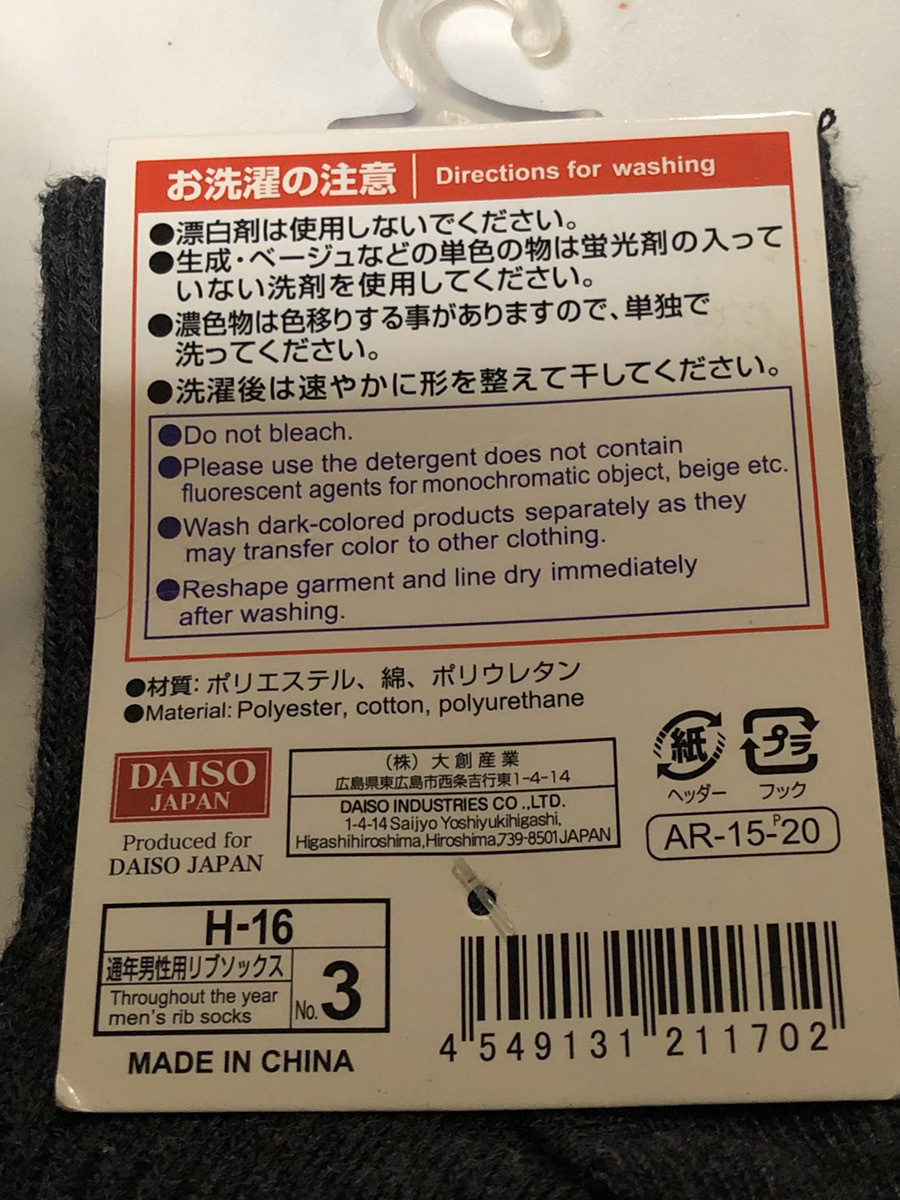 お洗濯の注意 Directions for washing
●漂白剤は使用しないでください。
●生成・ベージュなどの単色の物は蛍光剤の入って
いない洗剤を使用してください。
●濃色物は色移りする事がありますので、単独で
洗ってください。
●洗濯後は速やかに形を整えて干してください。
●Do not bleach.
●Please use the detergent does not contain
fluorescent agents for monochromatic object, beige etc.
●Wash dark-colored products separately as they
may transfer color to other clothing.
●Reshape garment and line dry immediately
after washing.
●材質: ポリエステル、綿、ポリウレタン
●Material: Polyester, cotton, polyurethane
DAISO
JAPAN
Produced for
DAISO JAPAN
(株) 大創産業
広島県東広島市西条吉行東1-4-14
DAISO INDUSTRIES CO.,LTD.
1-4-14 Saijyo Yoshiyukihigashi,
Higashihiroshima,Hiroshima,739-8501JAPAN
紙
プラ
ヘッダー
フック
AR-15-P20
H-16
通年男性用リブソックス
Throughout the year
men's rib socks
No. 3
MADE IN CHINA
4 549131 211702